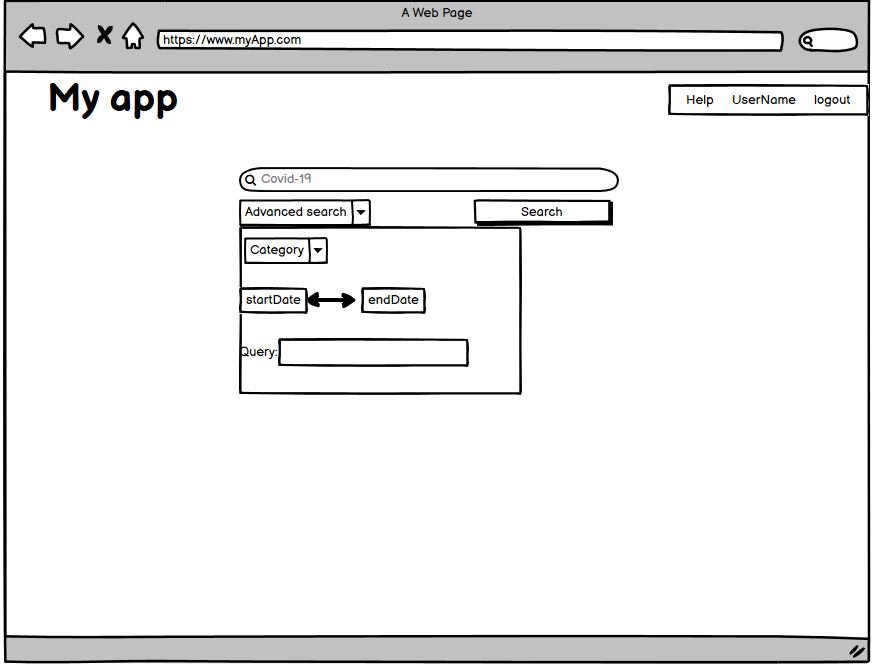 A Web Page
https://www.myApp.com
My app
Help UserName logout
Covid-19
Advanced search
Search
Category
startDate endDate
Query: